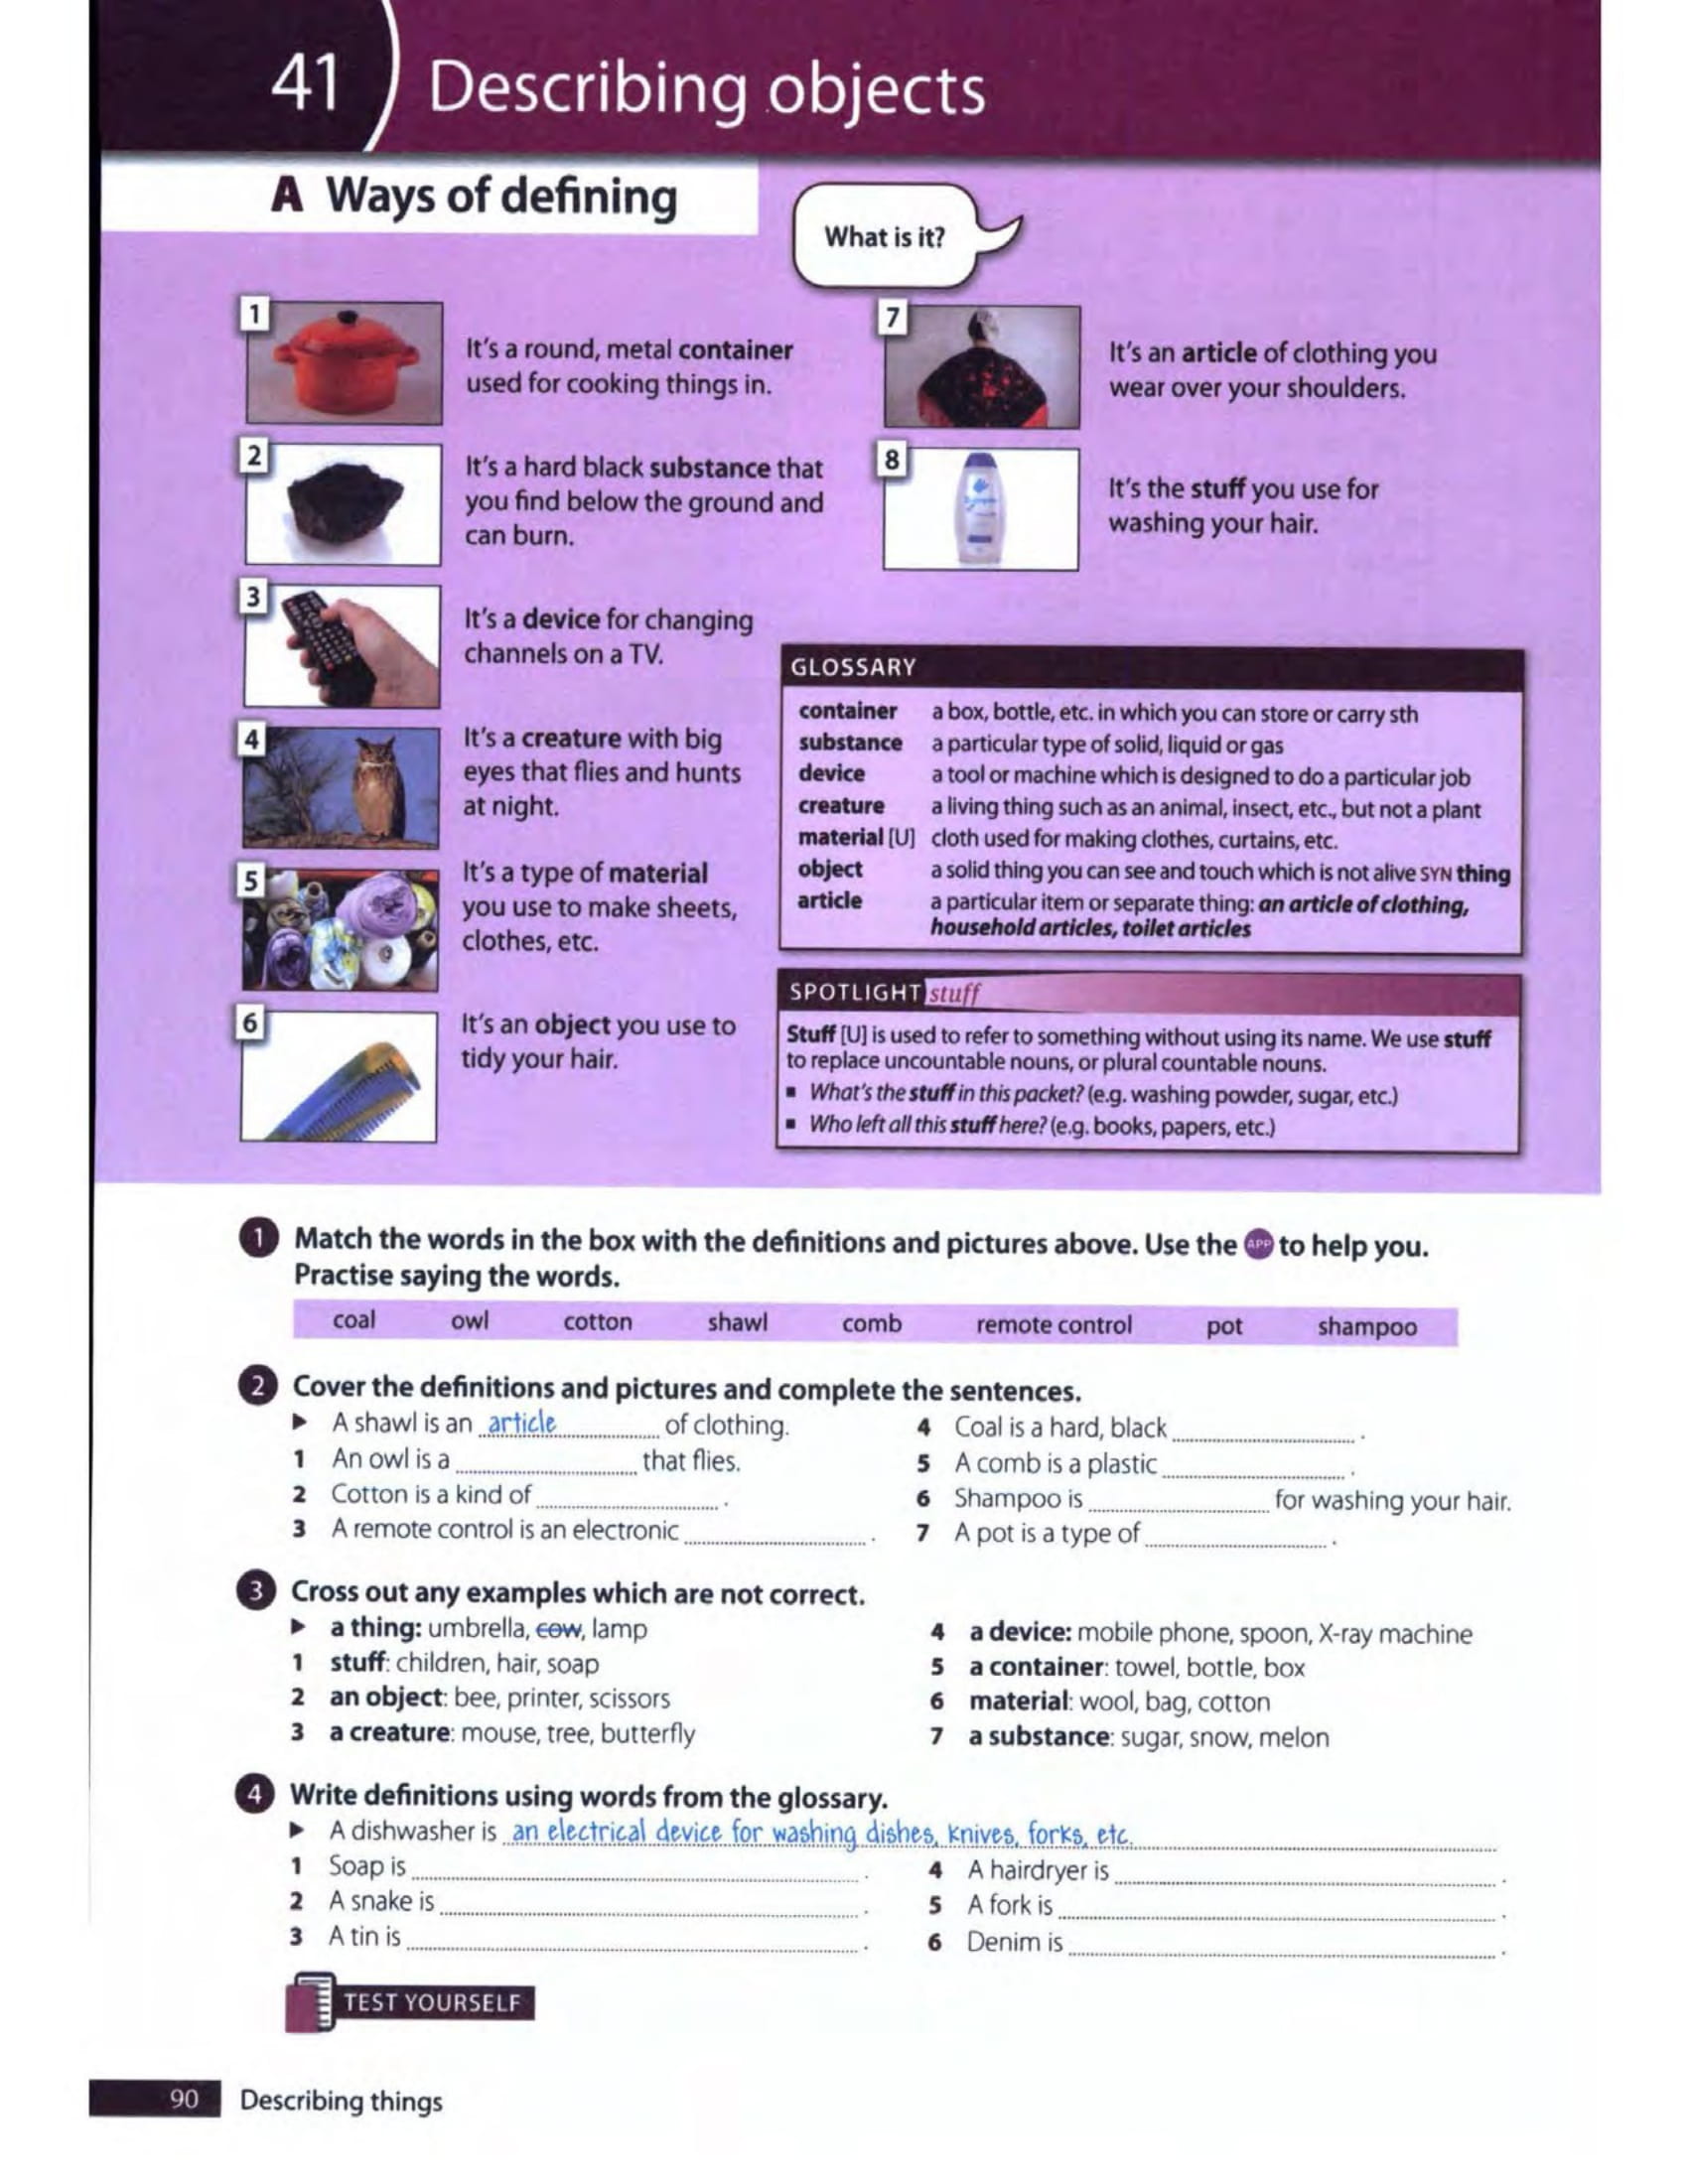 41
Describing objects
A Ways of defining
What is it?
1
It's a round, metal container
used for cooking things in.
2
It's a hard black substance that
you find below the ground and
can burn.
3
It's a device for changing
channels on a TV.
4
It's a creature with big
eyes that flies and hunts
at night.
5
It's a type of material
you use to make sheets,
clothes, etc.
6
It's an object you use to
tidy your hair.
7
It's an article of clothing you
wear over your shoulders.
8
It's the stuff you use for
washing your hair.
GLOSSARY
container a box, bottle, etc. in which you can store or carry sth
substance a particular type of solid, liquid or gas
device a tool or machine which is designed to do a particular job
creature a living thing such as an animal, insect, etc., but not a plant
material [U] cloth used for making clothes, curtains, etc.
object a solid thing you can see and touch which is not alive SYN thing
article a particular item or separate thing: an article of clothing,
household articles, toilet articles
SPOTLIGHT stuff
Stuff [U] is used to refer to something without using its name. We use stuff
to replace uncountable nouns, or plural countable nouns.
▪ What's the stuff in this packet? (e.g. washing powder, sugar, etc.)
▪ Who left all this stuff here? (e.g. books, papers, etc.)
1 Match the words in the box with the definitions and pictures above. Use the APP to help you.
Practise saying the words.
coal owl cotton shawl comb remote control pot shampoo
2 Cover the definitions and pictures and complete the sentences.
► A shawl is an article of clothing.
1 An owl is a ............ that flies.
2 Cotton is a kind of ............ .
3 A remote control is an electronic ............ .
4 Coal is a hard, black ............ .
5 A comb is a plastic ............ .
6 Shampoo is ............ for washing your hair.
7 A pot is a type of ............ .
3 Cross out any examples which are not correct.
► a thing: umbrella, cow, lamp
1 stuff: children, hair, soap
2 an object: bee, printer, scissors
3 a creature: mouse, tree, butterfly
4 a device: mobile phone, spoon, X-ray machine
5 a container: towel, bottle, box
6 material: wool, bag, cotton
7 a substance: sugar, snow, melon
4 Write definitions using words from the glossary.
► A dishwasher is an electrical device for washing dishes, knives, forks, etc.
1 Soap is ............ .
2 A snake is ............ .
3 A tin is ............ .
4 A hairdryer is ............ .
5 A fork is ............ .
6 Denim is ............ .
TEST YOURSELF
90 Describing things